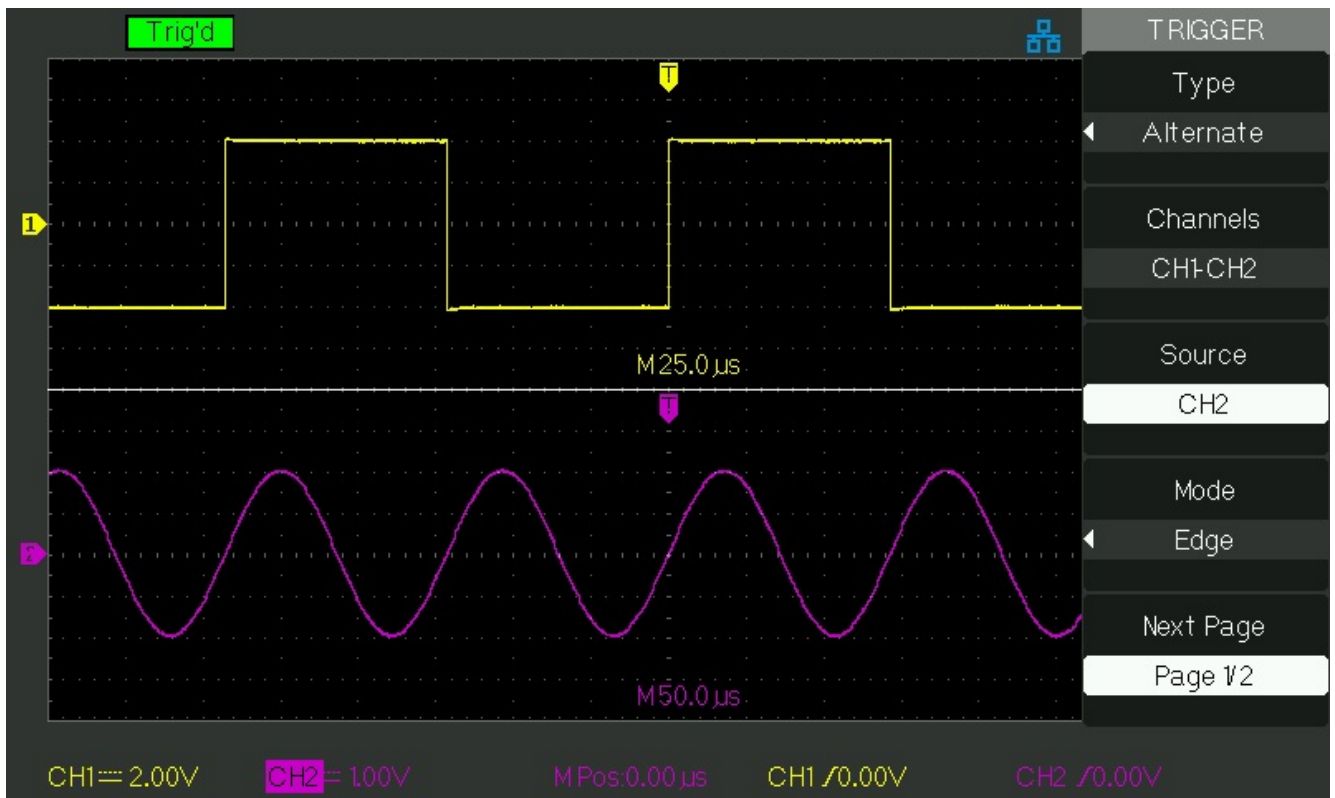 Trig'd
T
1
M 25.0 µs
T
2
M 50.0 µs
CH1 ⎓ 2.00V
CH2 ⎓ 1.00V
M Pos:0.00 µs
CH1 / 0.00V
CH2 / 0.00V
TRIGGER
Type
Alternate
Channels
CH1-CH2
Source
CH2
Mode
Edge
Next Page
Page 1/2